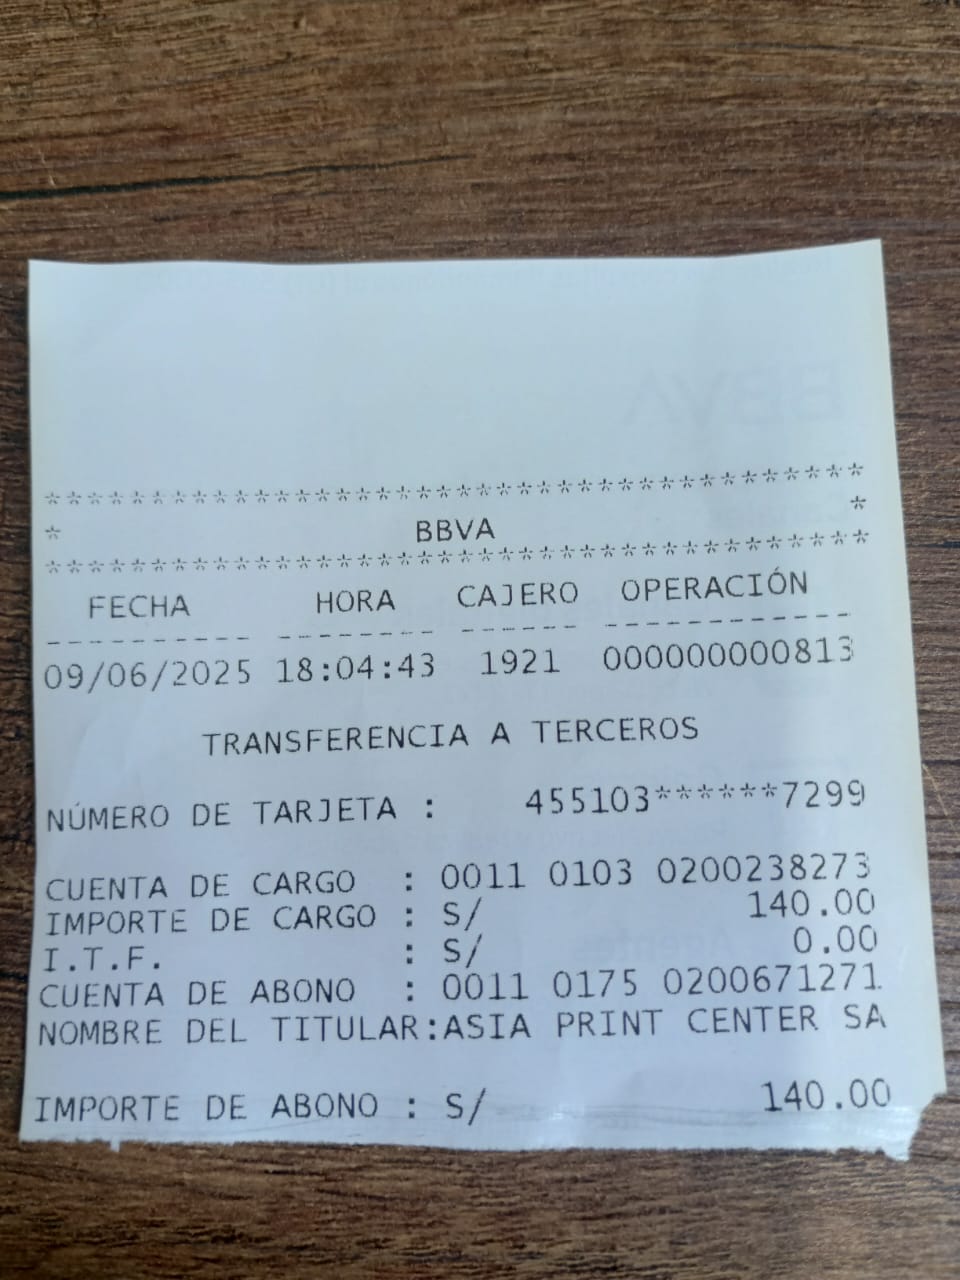 *****************************************
* BBVA *
*****************************************
FECHA HORA CAJERO OPERACIÓN
---------- -------- ------ ------------
09/06/2025 18:04:43 1921 000000000813
TRANSFERENCIA A TERCEROS
NÚMERO DE TARJETA : 455103******7299
CUENTA DE CARGO : 0011 0103 0200238273
IMPORTE DE CARGO : S/ 140.00
I.T.F. : S/ 0.00
CUENTA DE ABONO : 0011 0175 0200671271
NOMBRE DEL TITULAR:ASIA PRINT CENTER SA
IMPORTE DE ABONO : S/ 140.00